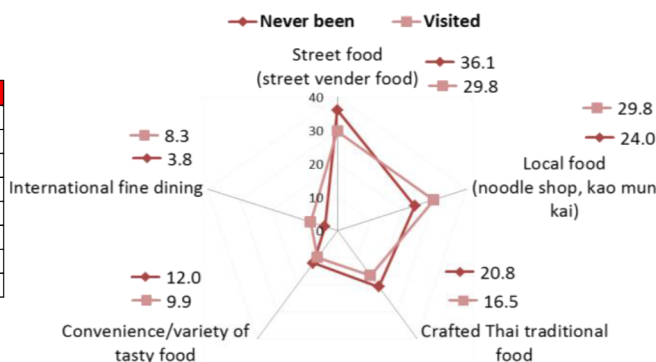 Never been Visited
Street food
(street vender food)
36.1
29.8
40
30
20
10
0
29.8
24.0
Local food
(noodle shop, kao mun
kai)
20.8
16.5
Crafted Thai traditional
food
12.0
9.9
Convenience/variety of
tasty food
8.3
3.8
International fine dining